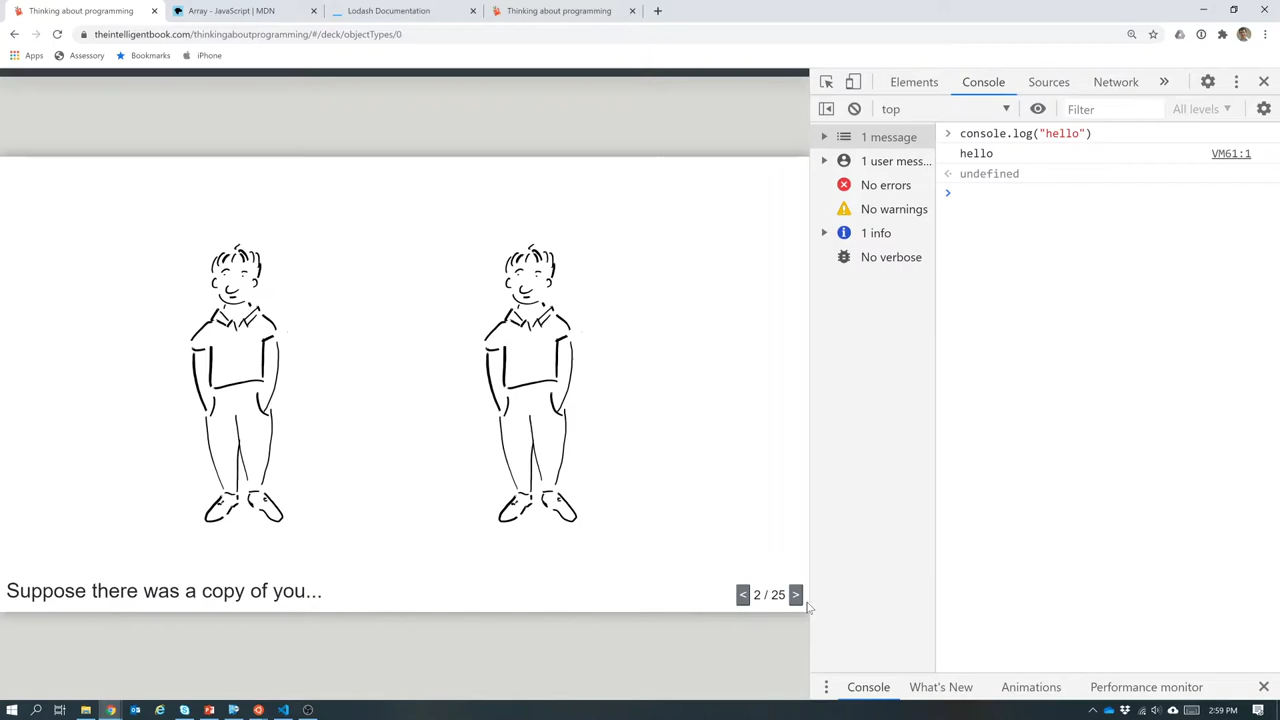 Thinking about programming
Array - JavaScript | MDN
Lodash Documentation
Thinking about programming
theintelligentbook.com/thinkingaboutprogramming/#/deck/objectTypes/0
Apps
Assessory
Bookmarks
iPhone
Elements
Console
Sources
Network
top
Filter
All levels
1 message
1 user mess...
No errors
No warnings
1 info
No verbose
console.log("hello")
hello
VM61:1
undefined
Suppose there was a copy of you...
< 2 / 25 >
Console
What's New
Animations
Performance monitor
2:59 PM